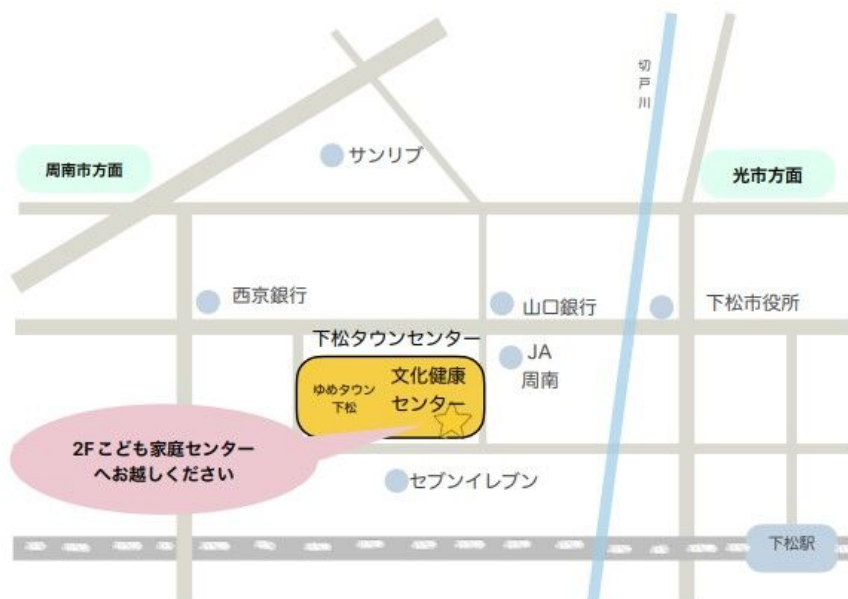 切戸川
サンリブ
周南市方面
光市方面
西京銀行
山口銀行
下松市役所
下松タウンセンター
JA
周南
ゆめタウン
下松
文化健康
センター
2Fこども家庭センター
へお越しください
セブンイレブン
下松駅